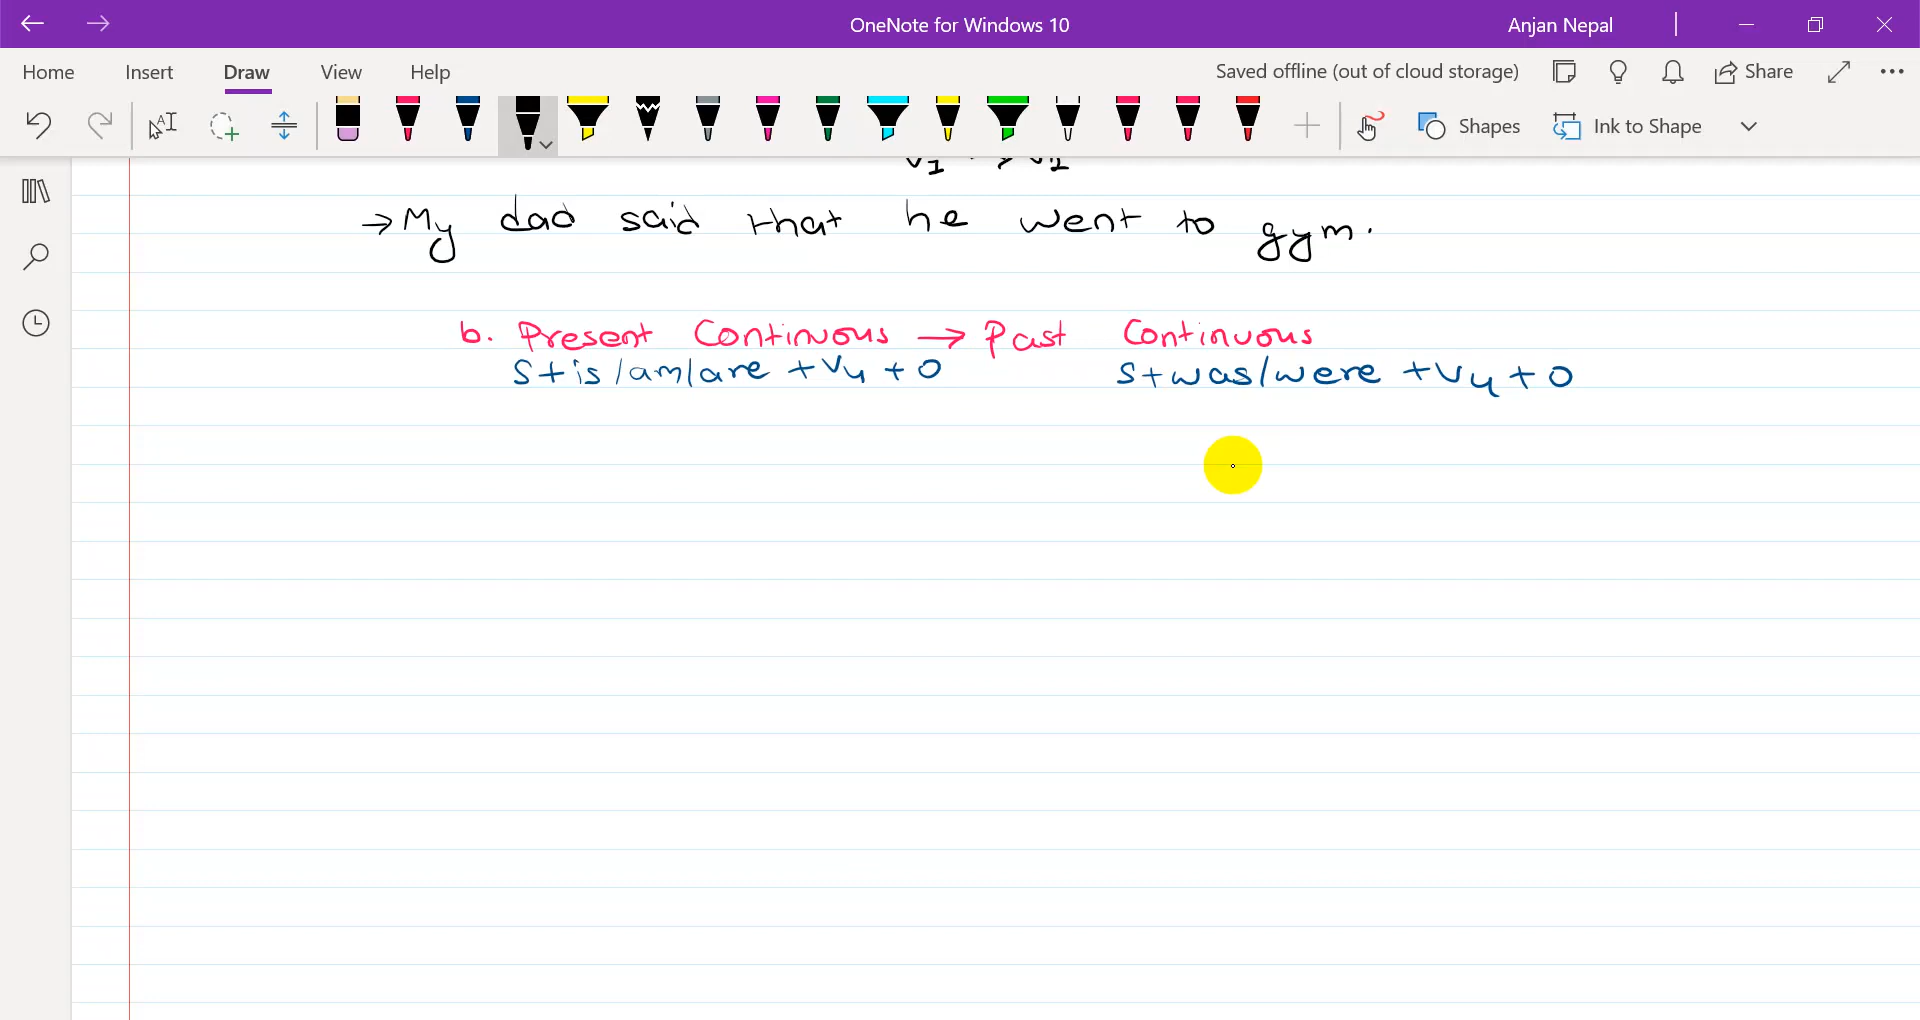 OneNote for Windows 10 Anjan Nepal
Home Insert Draw View Help Saved offline (out of cloud storage) Share
Shapes Ink to Shape
→ My dad said that he went to gym.
b. Present Continuous → Past Continuous
S+is/am/are +V4 + O S+was/were +V4 + O